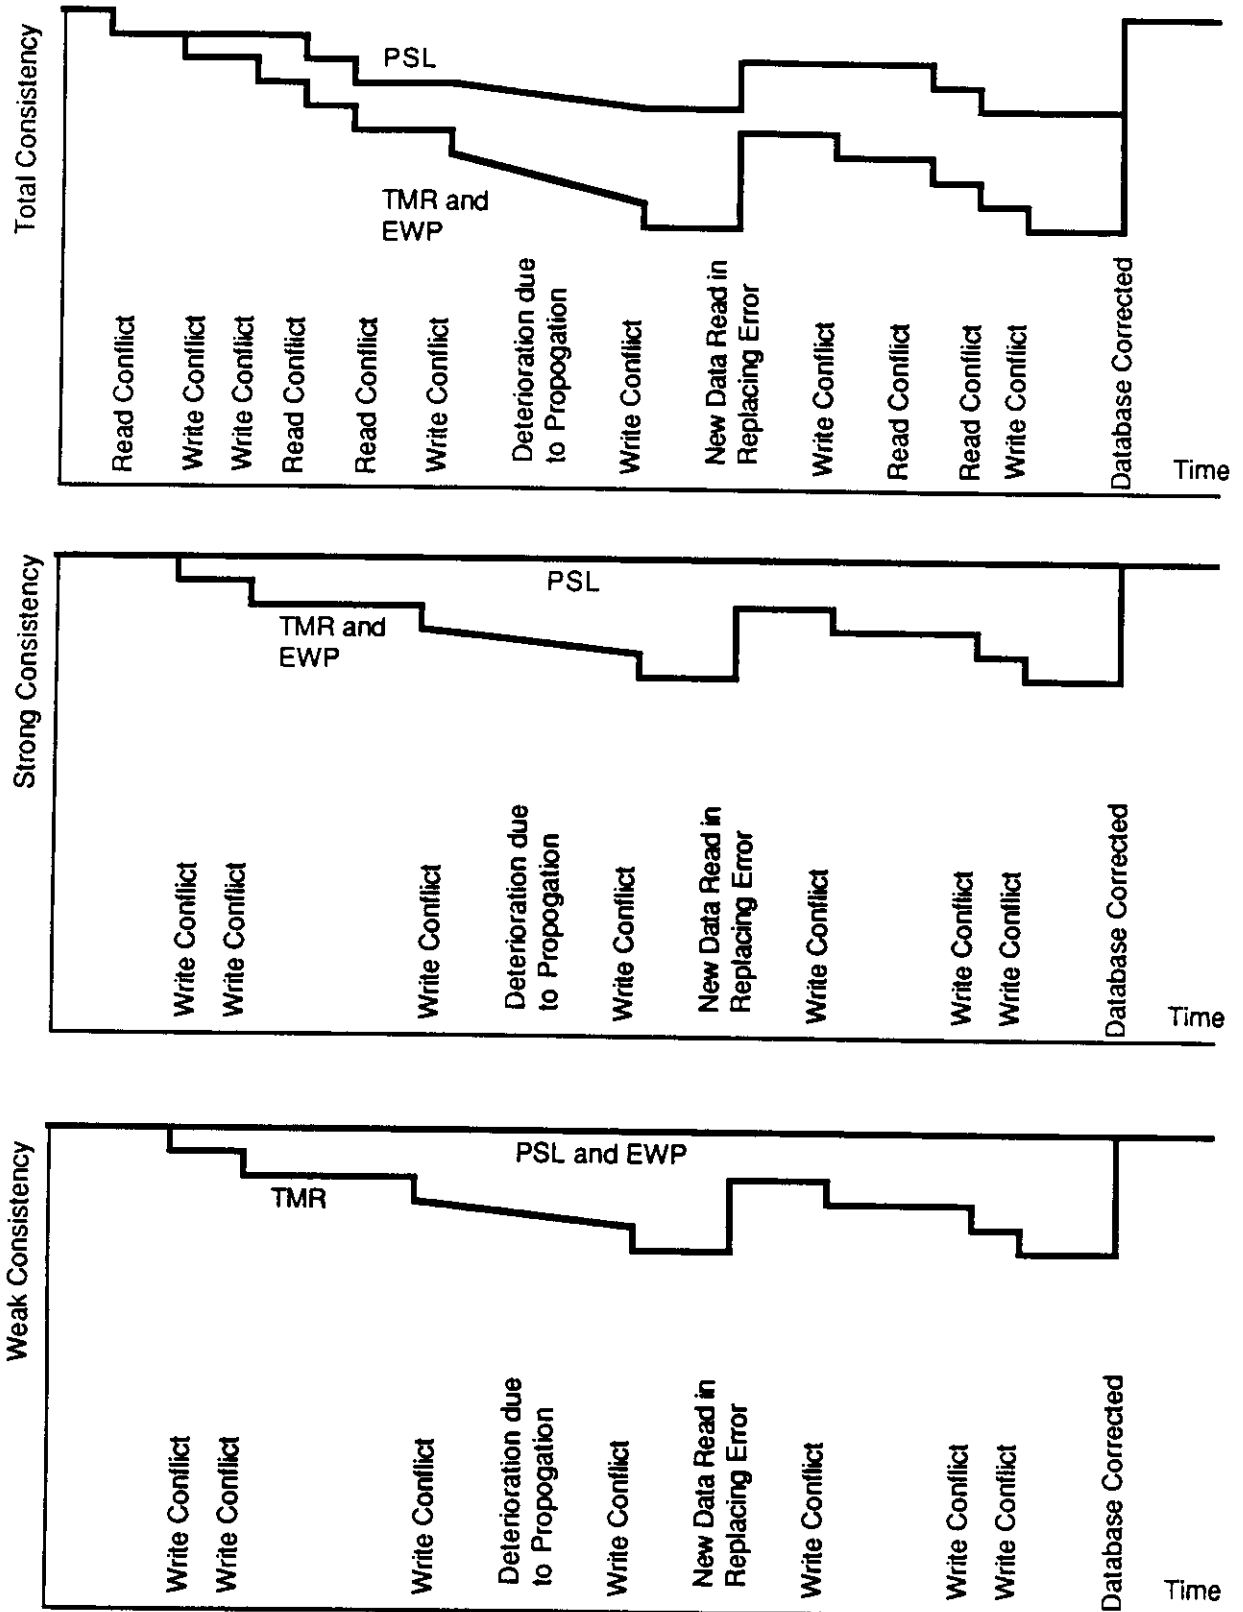 Total Consistency
PSL
TMR and
EWP
Read Conflict
Write Conflict
Write Conflict
Read Conflict
Read Conflict
Write Conflict
Deterioration due
to Propogation
Write Conflict
New Data Read in
Replacing Error
Write Conflict
Read Conflict
Read Conflict
Write Conflict
Database Corrected
Time
Strong Consistency
PSL
TMR and
EWP
Write Conflict
Write Conflict
Write Conflict
Deterioration due
to Propogation
Write Conflict
New Data Read in
Replacing Error
Write Conflict
Write Conflict
Write Conflict
Database Corrected
Time
Weak Consistency
PSL and EWP
TMR
Write Conflict
Write Conflict
Write Conflict
Deterioration due
to Propogation
Write Conflict
New Data Read in
Replacing Error
Write Conflict
Write Conflict
Write Conflict
Database Corrected
Time